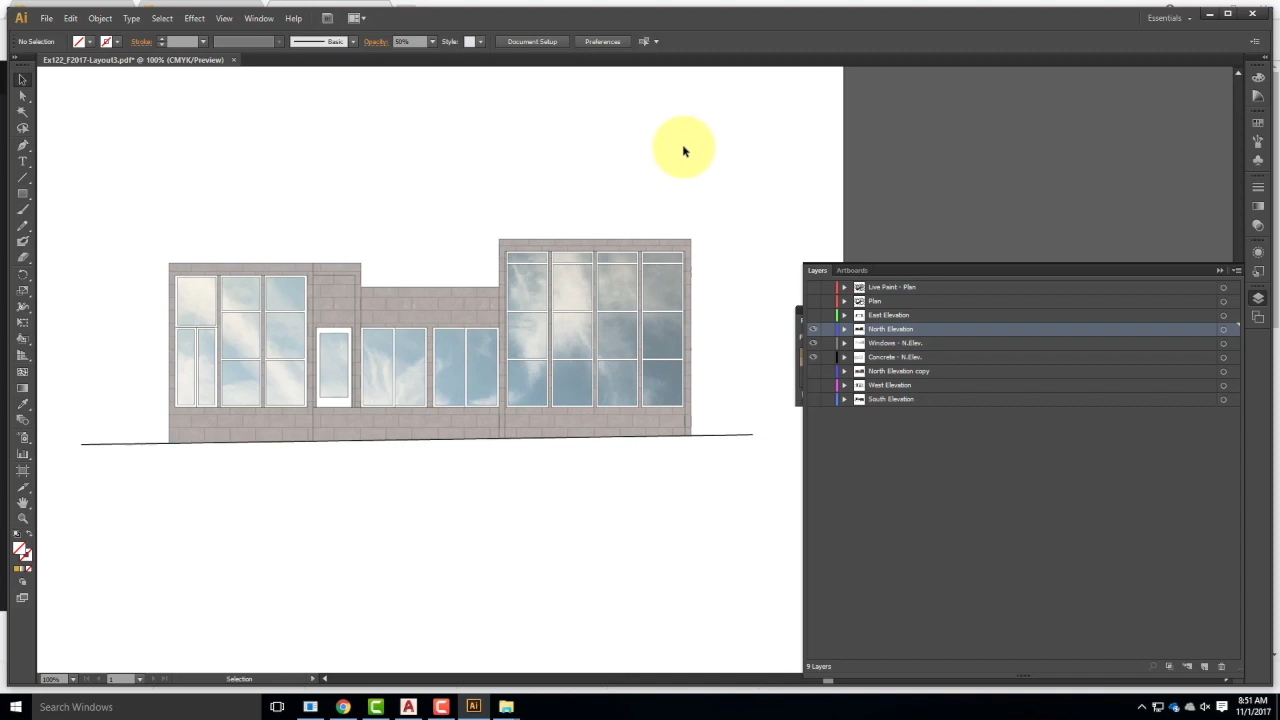 Ai File Edit Object Type Select Effect View Window Help Br Essentials
No Selection Stroke: Basic Opacity: 50% Style: Document Setup Preferences
Ex122_F2017-Layout3.pdf* @ 100% (CMYK/Preview) ×
Layers Artboards
Live Paint - Plan
Plan
East Elevation
North Elevation
Windows - N.Elev.
Concrete - N.Elev.
North Elevation copy
West Elevation
South Elevation
9 Layers
100% 1 Selection
Search Windows
8:51 AM
11/1/2017